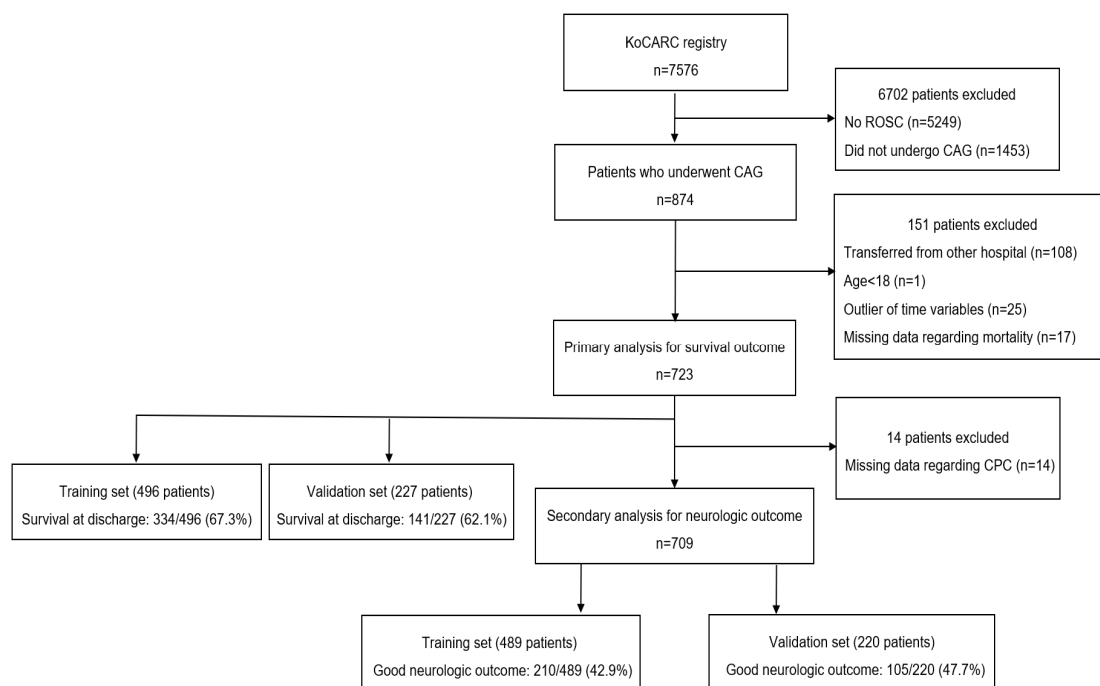 KoCARC registry
n=7576
6702 patients excluded
No ROSC (n=5249)
Did not undergo CAG (n=1453)
Patients who underwent CAG
n=874
151 patients excluded
Transferred from other hospital (n=108)
Age<18 (n=1)
Outlier of time variables (n=25)
Missing data regarding mortality (n=17)
Primary analysis for survival outcome
n=723
14 patients excluded
Missing data regarding CPC (n=14)
Training set (496 patients)
Survival at discharge: 334/496 (67.3%)
Validation set (227 patients)
Survival at discharge: 141/227 (62.1%)
Secondary analysis for neurologic outcome
n=709
Training set (489 patients)
Good neurologic outcome: 210/489 (42.9%)
Validation set (220 patients)
Good neurologic outcome: 105/220 (47.7%)